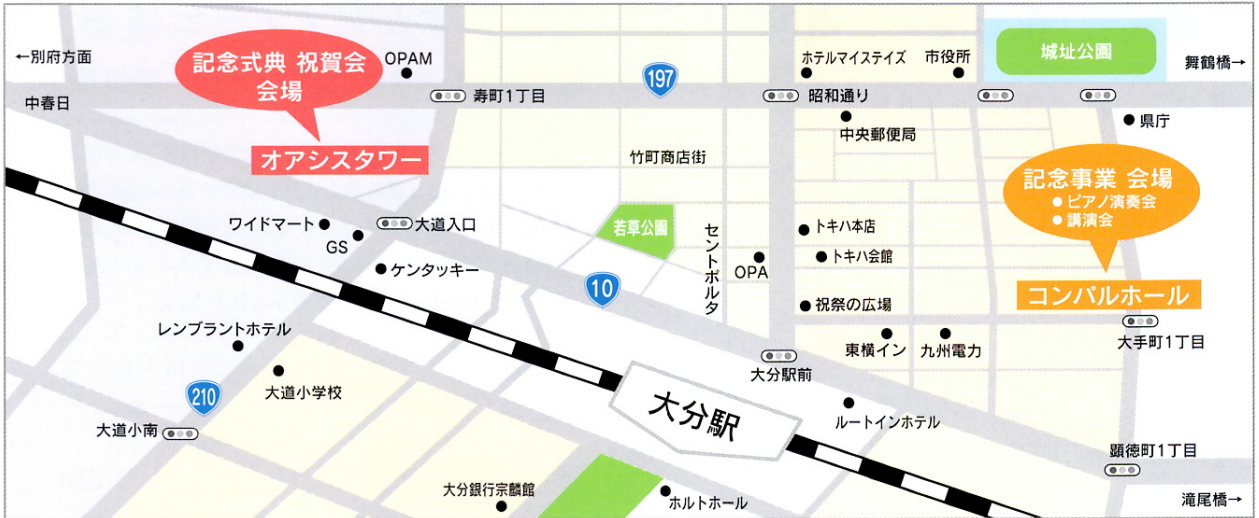 ←別府方面
記念式典 祝賀会
会場
オアシスタワー
OPAM
中春日
寿町1丁目
197
ホテルマイステイズ
市役所
城址公園
舞鶴橋→
昭和通り
中央郵便局
県庁
竹町商店街
記念事業 会場
● ピアノ演奏会
● 講演会
コンパルホール
ワイドマート
GS
大道入口
ケンタッキー
若草公園
セントポルタ
OPA
トキハ本店
トキハ会館
10
祝祭の広場
東横イン
九州電力
大手町1丁目
レンブラントホテル
大道小学校
210
大道小南
大分駅前
大分駅
ルートインホテル
顕徳町1丁目
滝尾橋→
大分銀行宗麟館
ホルトホール